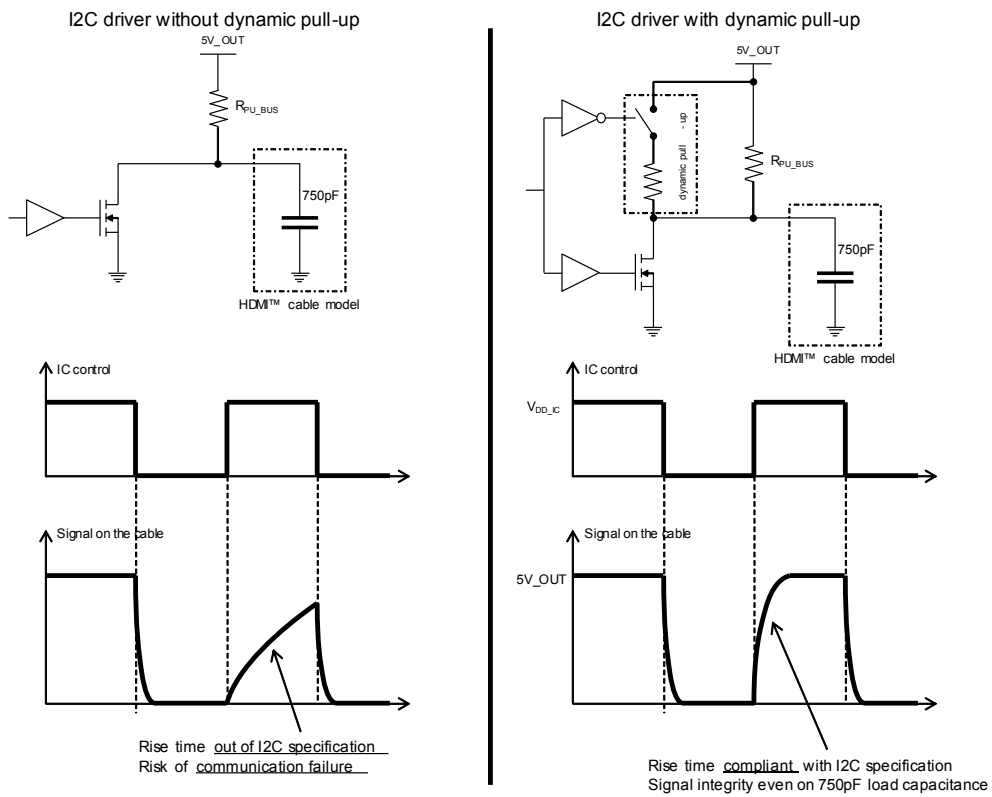 I2C driver without dynamic pull-up
5V_OUT
RPU_BUS
750pF
HDMI™ cable model
IC control
Signal on the cable
Rise time out of I2C specification
Risk of communication failure
I2C driver with dynamic pull-up
5V_OUT
dynamic pull - up
RPU_BUS
750pF
HDMI™ cable model
IC control
VDD_IC
Signal on the cable
5V_OUT
Rise time compliant with I2C specification
Signal integrity even on 750pF load capacitance